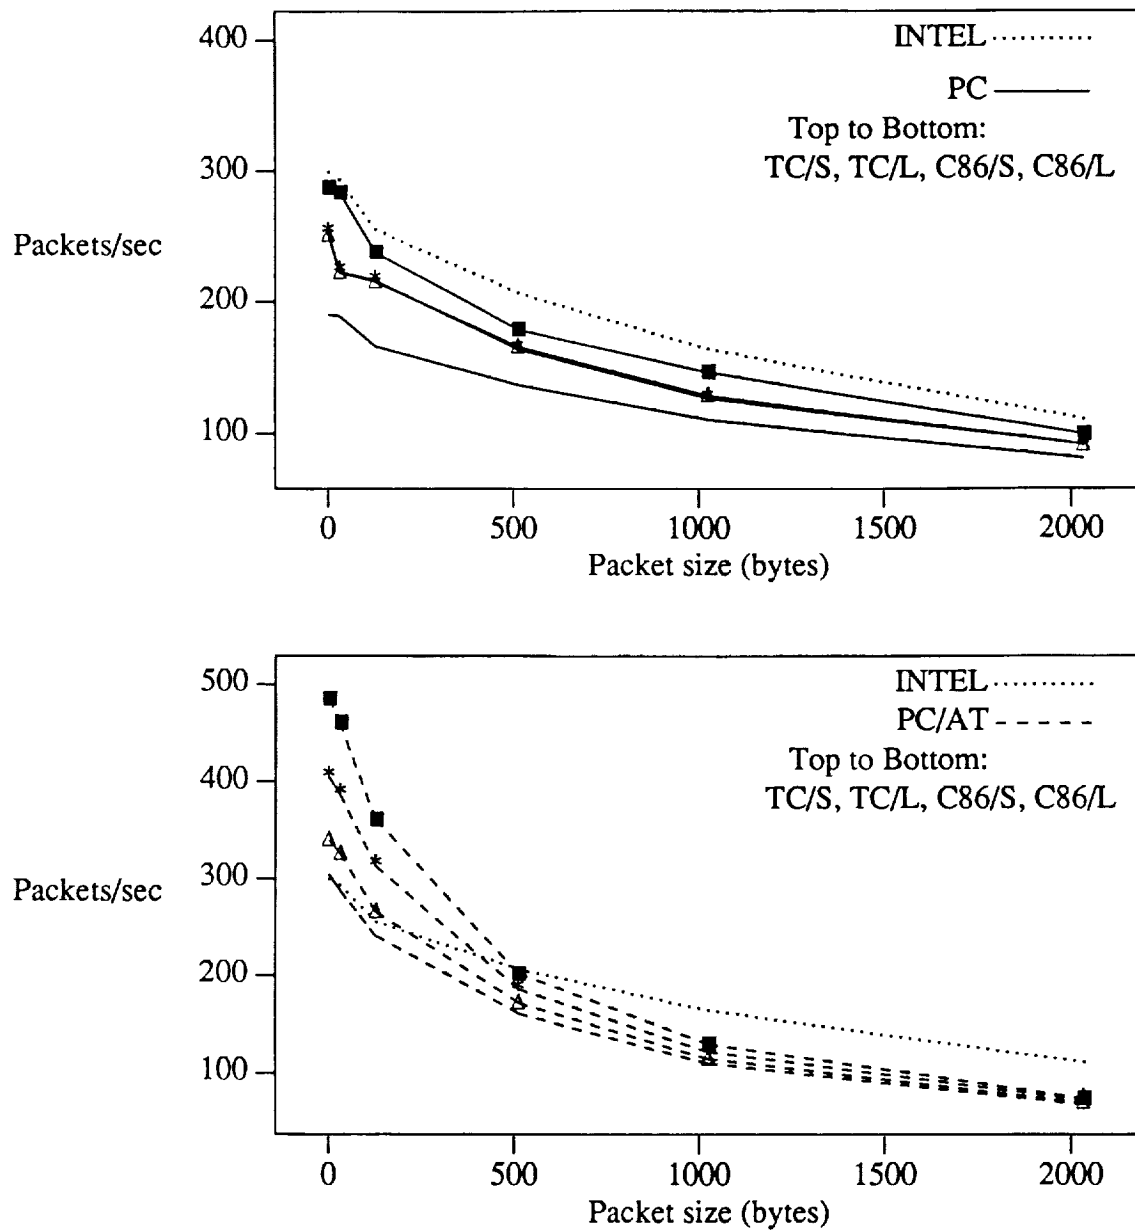 400
300
200
100
Packets/sec
INTEL
PC
Top to Bottom:
TC/S, TC/L, C86/S, C86/L
0 500 1000 1500 2000
Packet size (bytes)
500
400
300
200
100
Packets/sec
INTEL
PC/AT
Top to Bottom:
TC/S, TC/L, C86/S, C86/L
0 500 1000 1500 2000
Packet size (bytes)